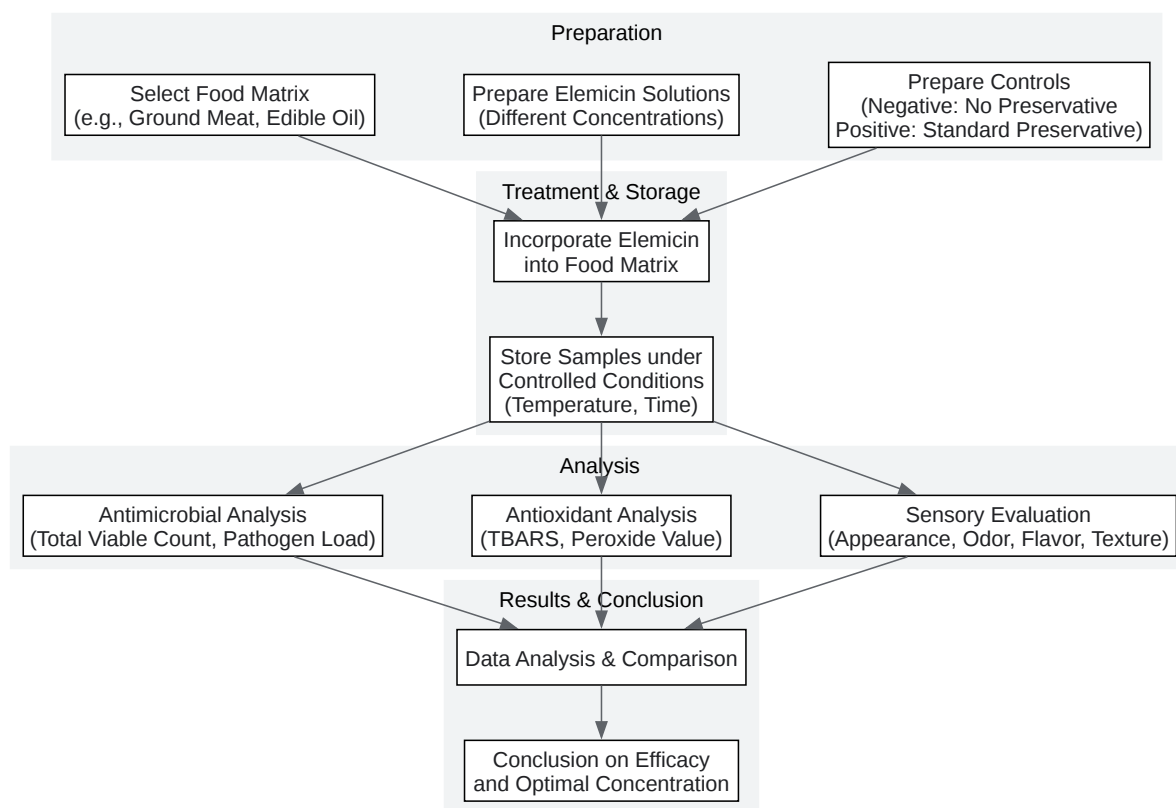 Preparation
Select Food Matrix
(e.g., Ground Meat, Edible Oil)
Prepare Elemicin Solutions
(Different Concentrations)
Prepare Controls
(Negative: No Preservative
Positive: Standard Preservative)
Treatment & Storage
Incorporate Elemicin
into Food Matrix
Store Samples under
Controlled Conditions
(Temperature, Time)
Analysis
Antimicrobial Analysis
(Total Viable Count, Pathogen Load)
Antioxidant Analysis
(TBARS, Peroxide Value)
Sensory Evaluation
(Appearance, Odor, Flavor, Texture)
Results & Conclusion
Data Analysis & Comparison
Conclusion on Efficacy
and Optimal Concentration